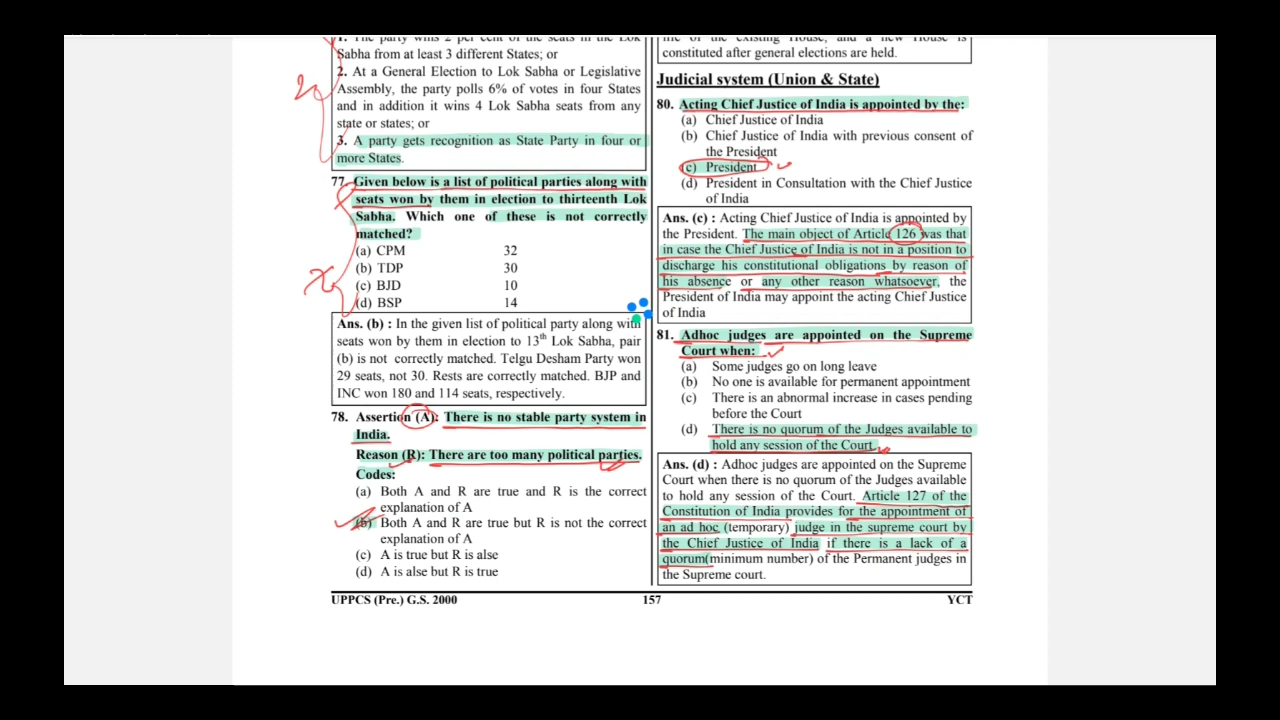 1. The party wins 2 per cent of the seats in the Lok
Sabha from at least 3 different States; or
2. At a General Election to Lok Sabha or Legislative
Assembly, the party polls 6% of votes in four States
and in addition it wins 4 Lok Sabha seats from any
state or states; or
3. A party gets recognition as State Party in four or
more States.
77. Given below is a list of political parties along with
seats won by them in election to thirteenth Lok
Sabha. Which one of these is not correctly
matched?
(a) CPM 32
(b) TDP 30
(c) BJD 10
(d) BSP 14
Ans. (b) : In the given list of political party along with
seats won by them in election to 13th Lok Sabha, pair
(b) is not correctly matched. Telgu Desham Party won
29 seats, not 30. Rests are correctly matched. BJP and
INC won 180 and 114 seats, respectively.
78. Assertion (A): There is no stable party system in
India.
Reason (R): There are too many political parties.
Codes:
(a) Both A and R are true and R is the correct
explanation of A
(b) Both A and R are true but R is not the correct
explanation of A
(c) A is true but R is alse
(d) A is alse but R is true
of the existing House, and a new House is
constituted after general elections are held.
Judicial system (Union & State)
80. Acting Chief Justice of India is appointed by the:
(a) Chief Justice of India
(b) Chief Justice of India with previous consent of
the President
(c) President
(d) President in Consultation with the Chief Justice
of India
Ans. (c) : Acting Chief Justice of India is appointed by
the President. The main object of Article 126 was that
in case the Chief Justice of India is not in a position to
discharge his constitutional obligations by reason of
his absence or any other reason whatsoever, the
President of India may appoint the acting Chief Justice
of India
81. Adhoc judges are appointed on the Supreme
Court when:
(a) Some judges go on long leave
(b) No one is available for permanent appointment
(c) There is an abnormal increase in cases pending
before the Court
(d) There is no quorum of the Judges available to
hold any session of the Court
Ans. (d) : Adhoc judges are appointed on the Supreme
Court when there is no quorum of the Judges available
to hold any session of the Court. Article 127 of the
Constitution of India provides for the appointment of
an ad hoc (temporary) judge in the supreme court by
the Chief Justice of India if there is a lack of a
quorum(minimum number) of the Permanent judges in
the Supreme court.
UPPCS (Pre.) G.S. 2000 157 YCT